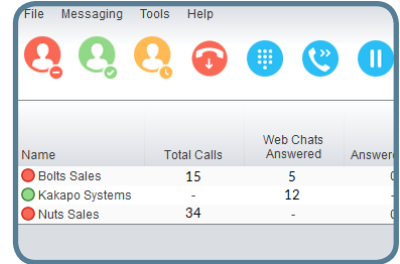 File Messaging Tools Help
Web Chats
Name Total Calls Answered
Bolts Sales 15 5
Kakapo Systems - 12 -
Nuts Sales 34 -